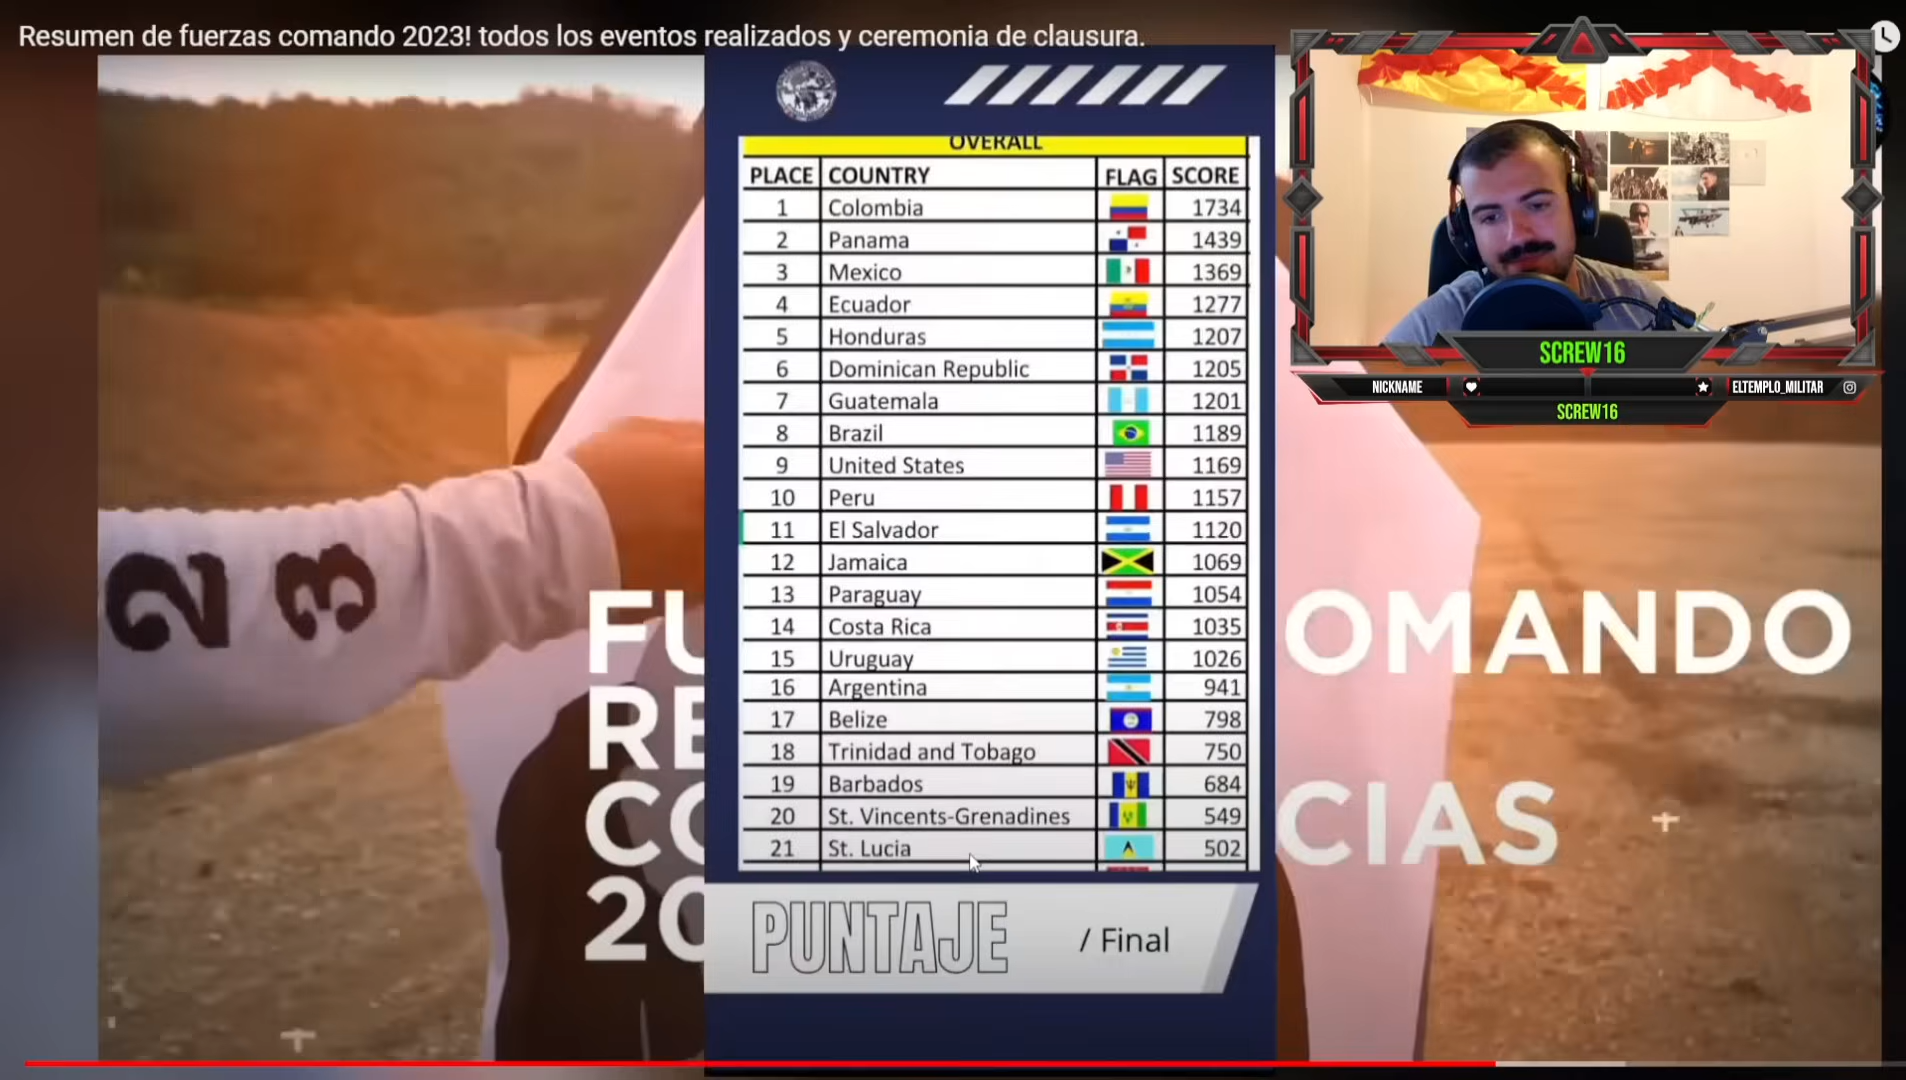 Resumen de fuerzas comando 2023! todos los eventos realizados y ceremonia de clausura.
OVERALL
PLACE COUNTRY FLAG SCORE
1 Colombia 1734
2 Panama 1439
3 Mexico 1369
4 Ecuador 1277
5 Honduras 1207
6 Dominican Republic 1205
7 Guatemala 1201
8 Brazil 1189
9 United States 1169
10 Peru 1157
11 El Salvador 1120
12 Jamaica 1069
13 Paraguay 1054
14 Costa Rica 1035
15 Uruguay 1026
16 Argentina 941
17 Belize 798
18 Trinidad and Tobago 750
19 Barbados 684
20 St. Vincents-Grenadines 549
21 St. Lucia 502
PUNTAJE / Final
SCREW16
NICKNAME
ELTEMPLO_MILITAR
SCREW16
23
FU
OMANDO
RE
CO
CIAS
20